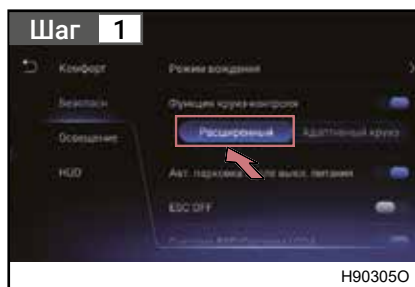 Шаг 1
Комфорт
Режим вождения
Безопасн
Функция круиз-контроля
Расширенный
Адаптивный круиз
Освещение
HUD
Авт. парковка после выкл. питания
ESC OFF
H90305O